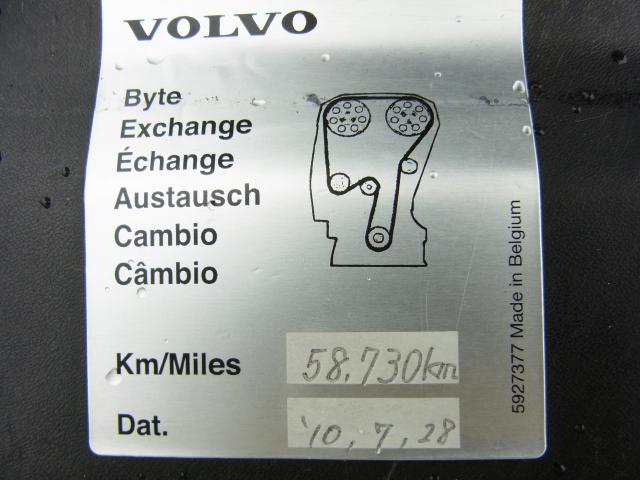 VOLVO
Byte
Exchange
Échange
Austausch
Cambio
Câmbio
Km/Miles 58.730km
Dat. '10, 7, 28
5927377 Made in Belgium